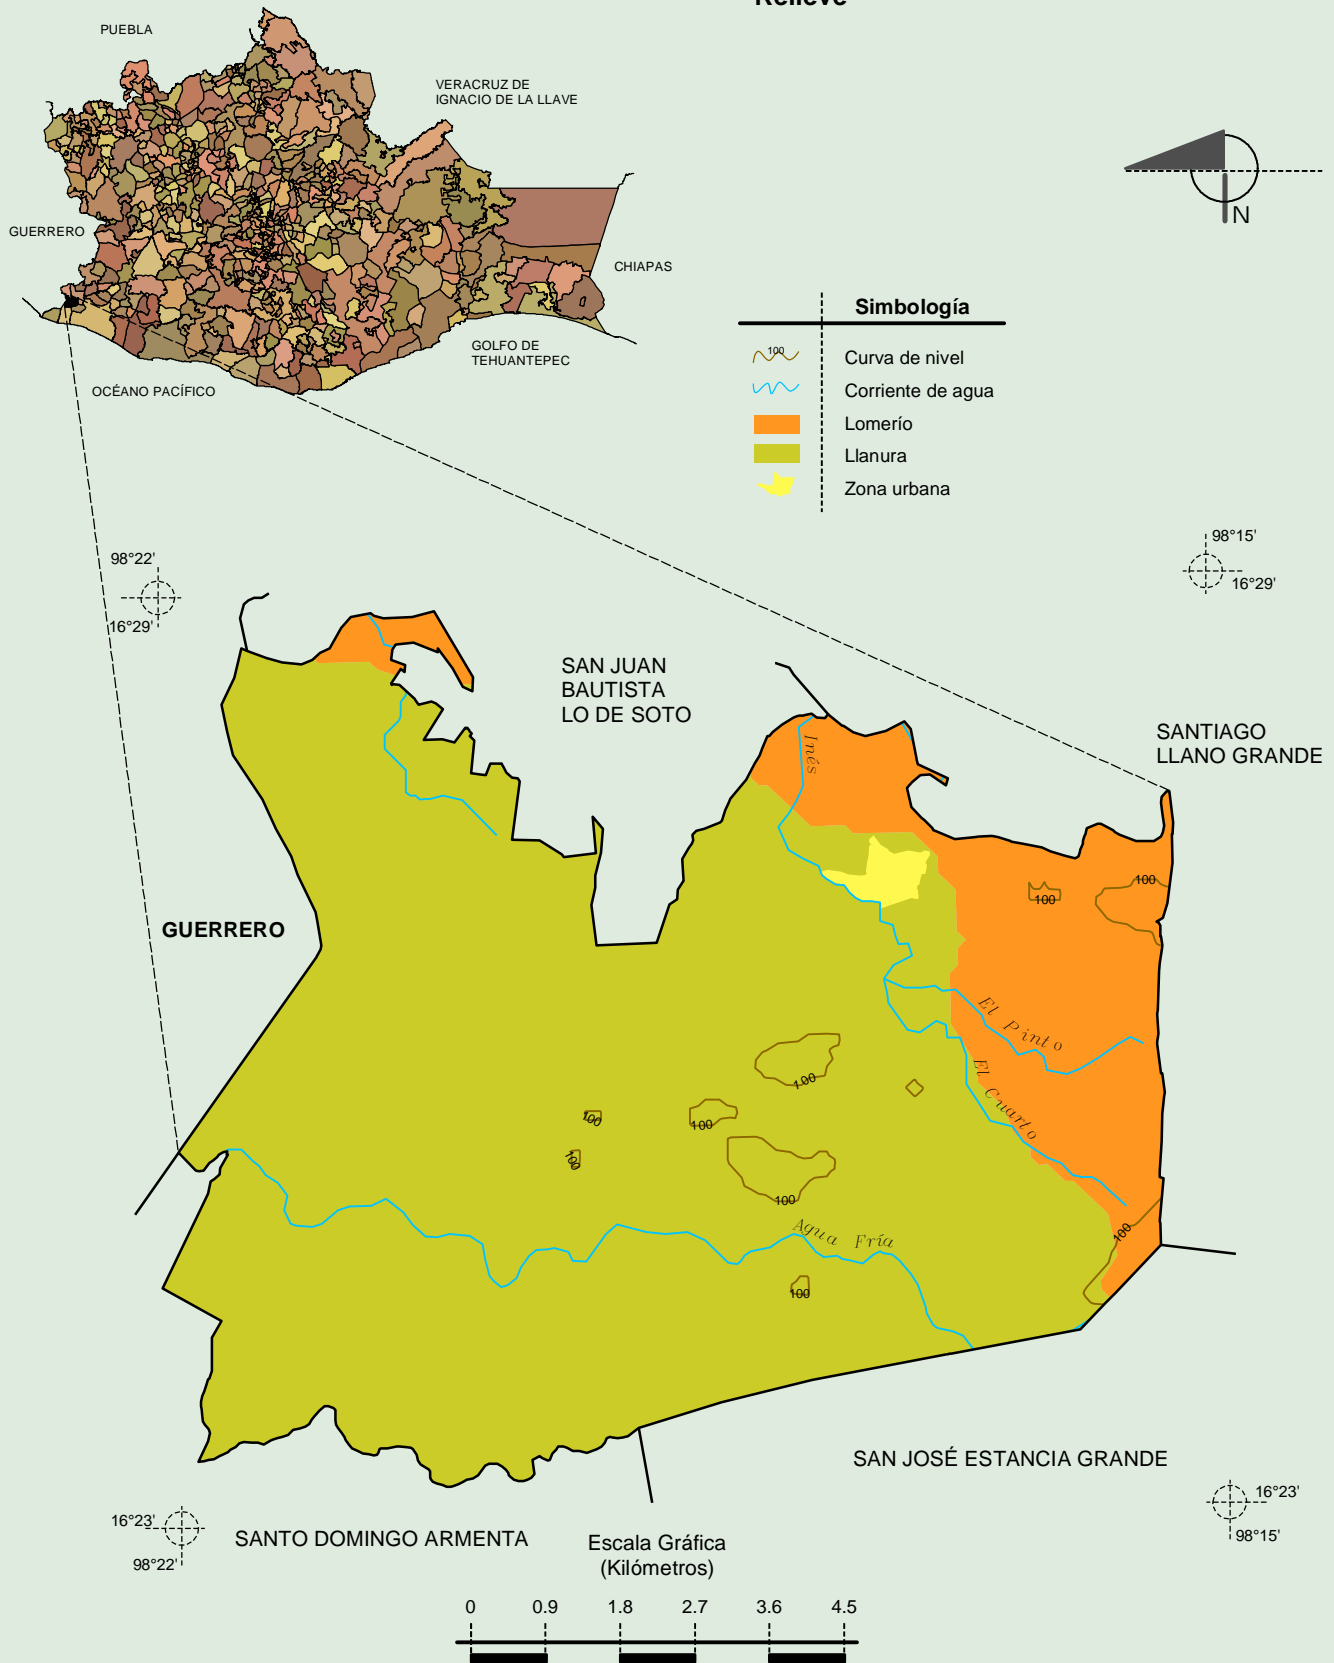 Relieve
PUEBLA
VERACRUZ DE
IGNACIO DE LA LLAVE
GUERRERO
CHIAPAS
GOLFO DE
TEHUANTEPEC
OCÉANO PACÍFICO
N
Simbología
100
Curva de nivel
Corriente de agua
Lomerío
Llanura
Zona urbana
98°22'
16°29'
98°15'
16°29'
SAN JUAN
BAUTISTA
LO DE SOTO
SANTIAGO
LLANO GRANDE
Inés
100
100
GUERRERO
El Pinto
El Cuarto
100
100
100
100
100
Agua Fría
100
100
SAN JOSÉ ESTANCIA GRANDE
16°23'
98°15'
16°23'
98°22'
SANTO DOMINGO ARMENTA
Escala Gráfica
(Kilómetros)
0 0.9 1.8 2.7 3.6 4.5